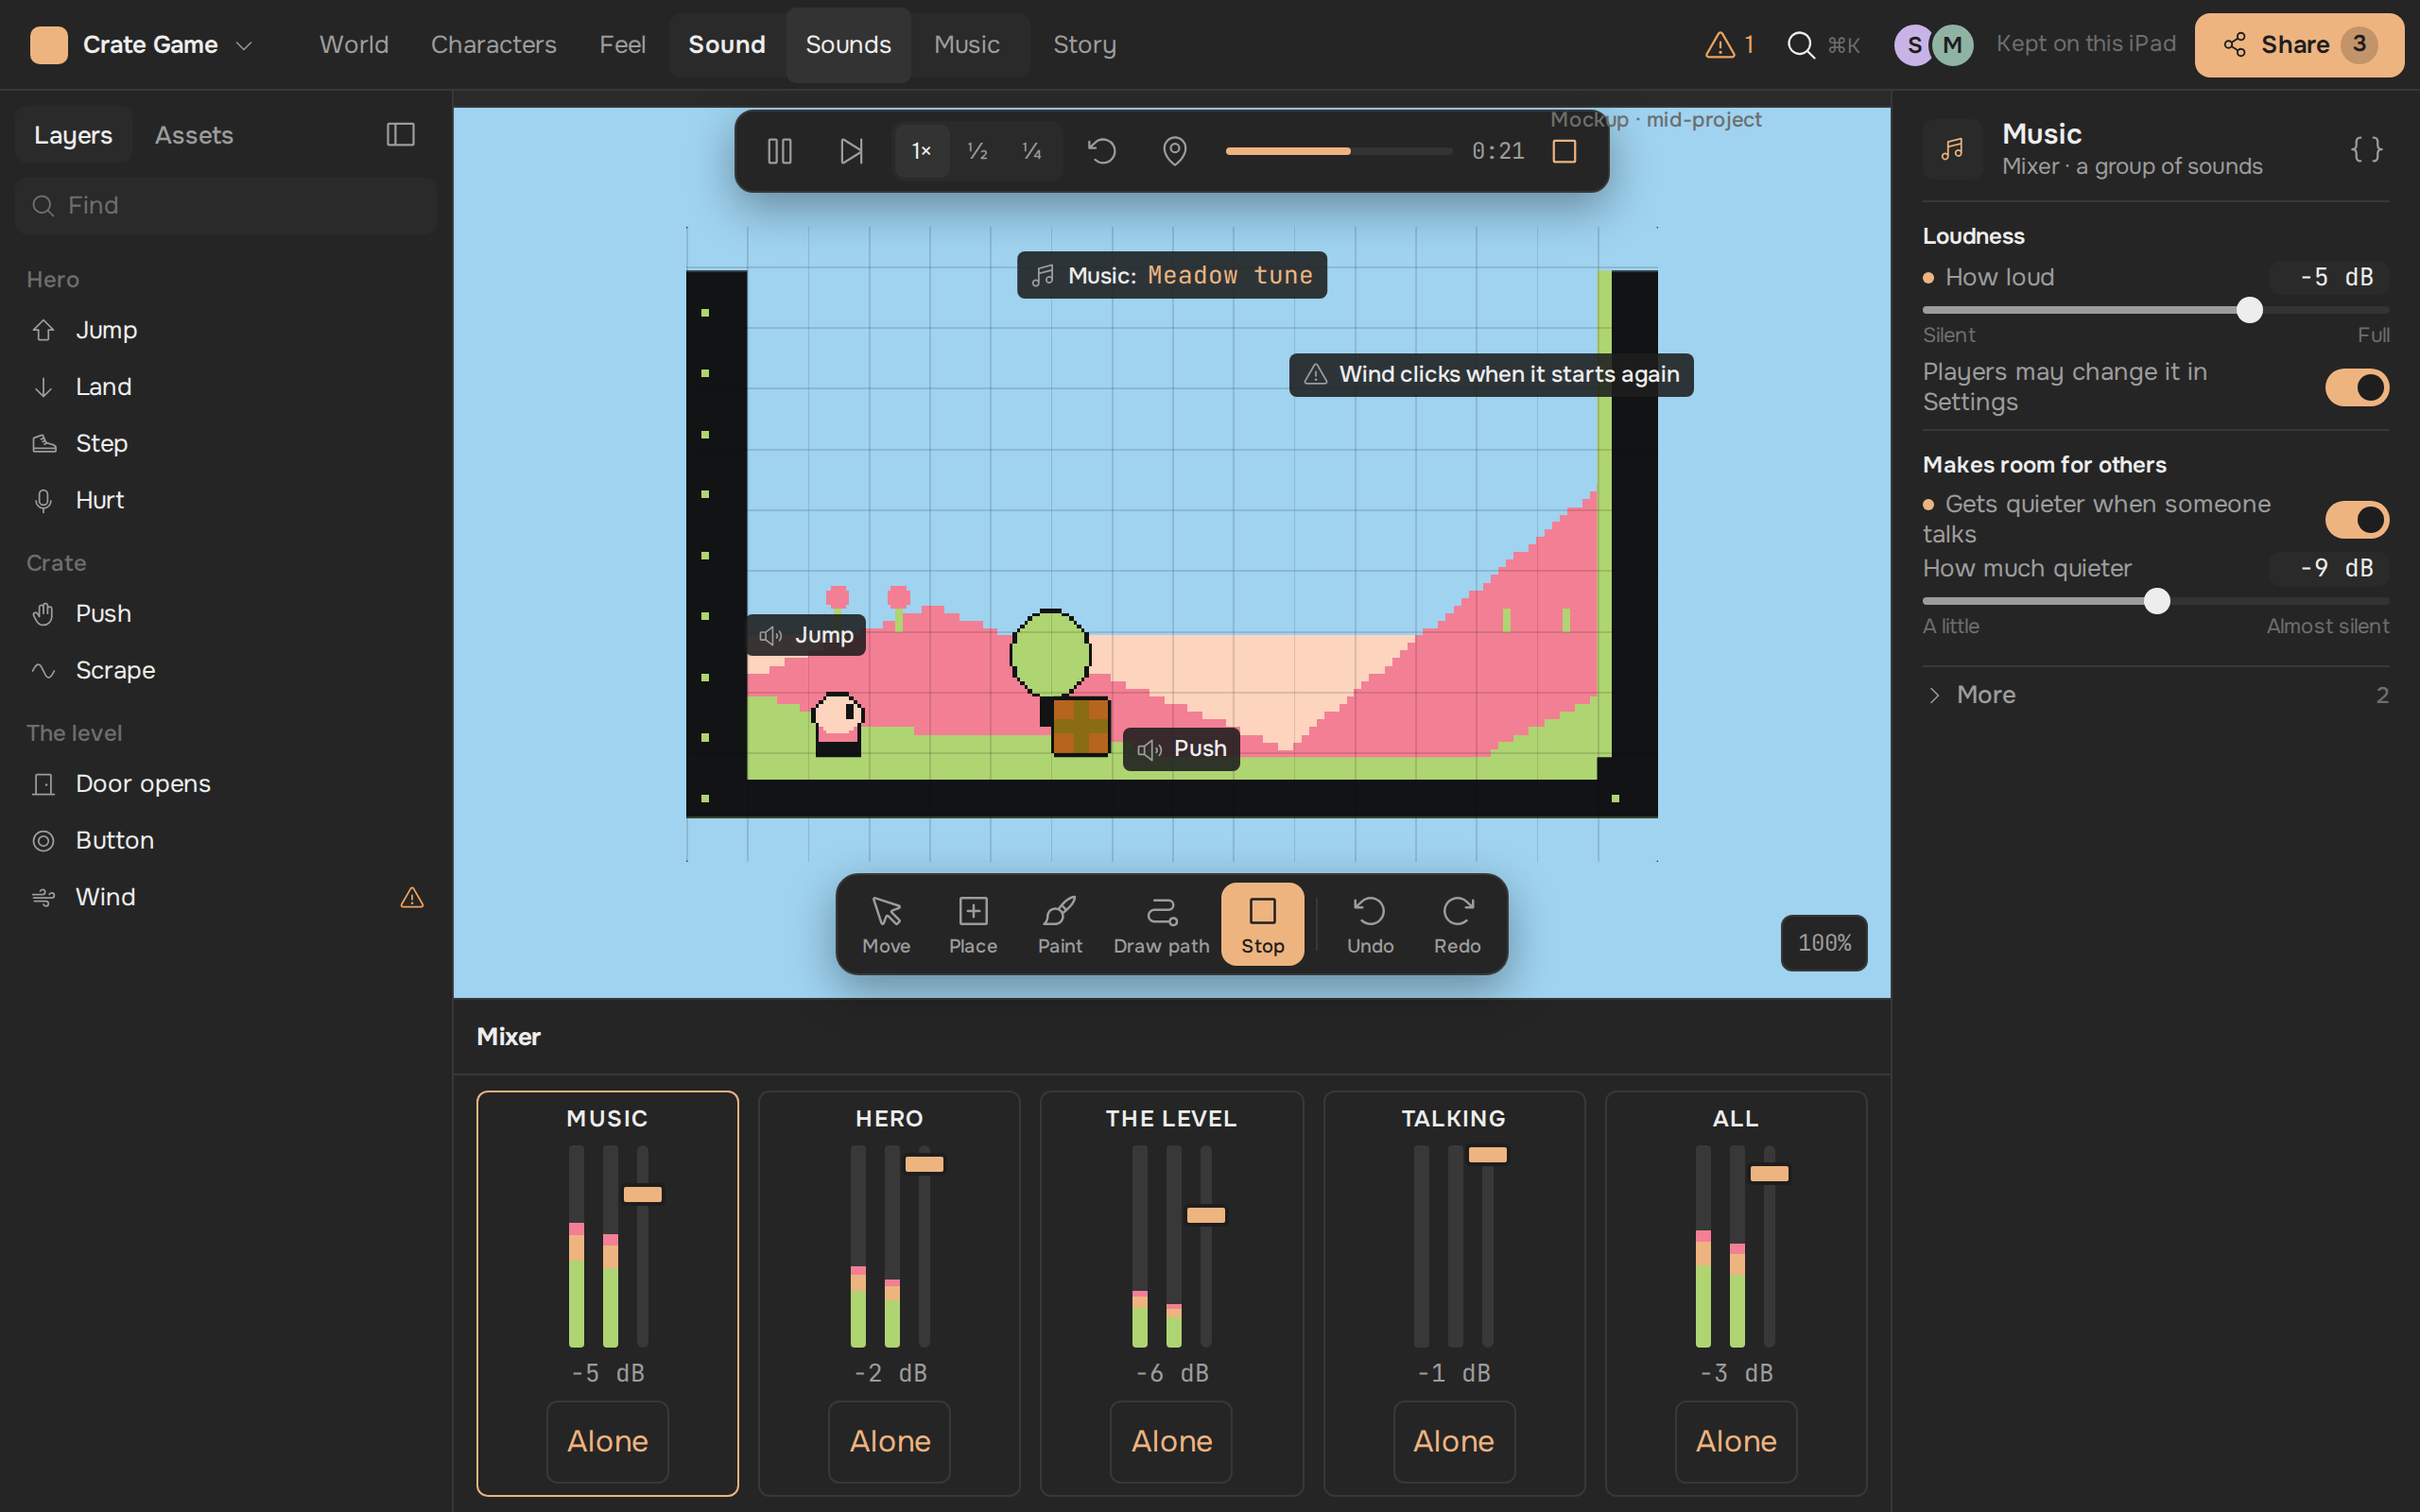 Crate Game World Characters Feel Sound Sounds Music Story 1 ⌘K S M Kept on this iPad Share 3
Layers Assets
Find
Hero
Jump
Land
Step
Hurt
Crate
Push
Scrape
The level
Door opens
Button
Wind
Mockup · mid-project
1× ½ ¼ 0:21
Music: Meadow tune
Wind clicks when it starts again
Jump
Push
Move Place Paint Draw path Stop Undo Redo
100%
Mixer
MUSIC HERO THE LEVEL TALKING ALL
-5 dB -2 dB -6 dB -1 dB -3 dB
Alone Alone Alone Alone Alone
Music
Mixer · a group of sounds
{ }
Loudness
How loud -5 dB
Silent Full
Players may change it in
Settings
Makes room for others
Gets quieter when someone
talks
How much quieter -9 dB
A little Almost silent
More 2